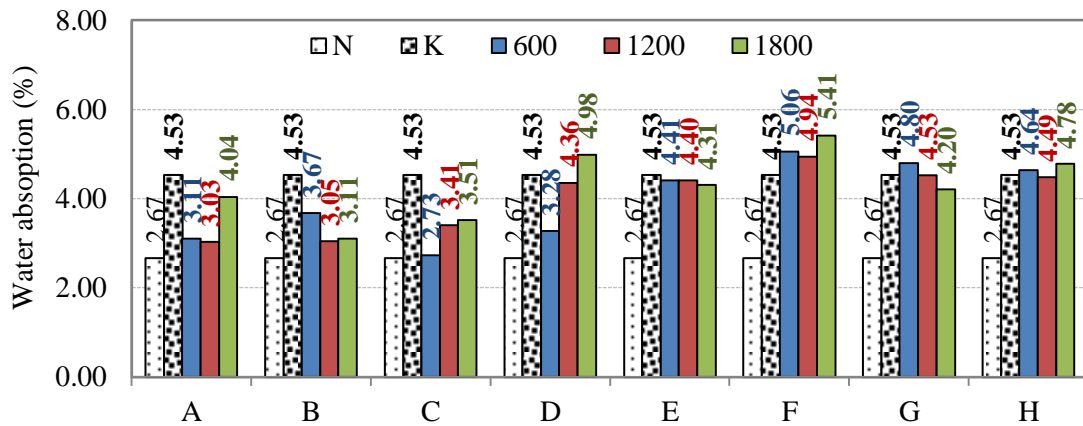 Water absoption (%)
8.00
6.00
4.00
2.00
0.00
N K 600 1200 1800
2.67 4.53 3.11 3.03 4.04
2.67 4.53 3.67 3.05 3.11
2.67 4.53 2.73 3.41 3.51
2.67 4.53 3.28 4.36 4.98
2.67 4.53 4.41 4.40 4.31
2.67 4.53 5.06 4.94 5.41
2.67 4.53 4.80 4.53 4.20
2.67 4.53 4.64 4.49 4.78
A B C D E F G H